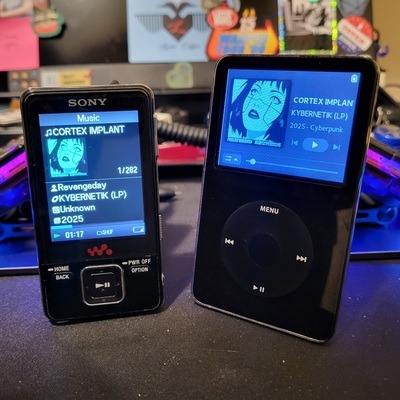 SONY
Music
CORTEX IMPLANT
1/282
Revengeday
KYBERNETIK (LP)
Unknown
2025
01:17
SHUF
HOME
BACK
PWR OFF
OPTION
CORTEX IMPLAN
KYBERNETIK (LP)
2025 - Cyberpunk
MENU